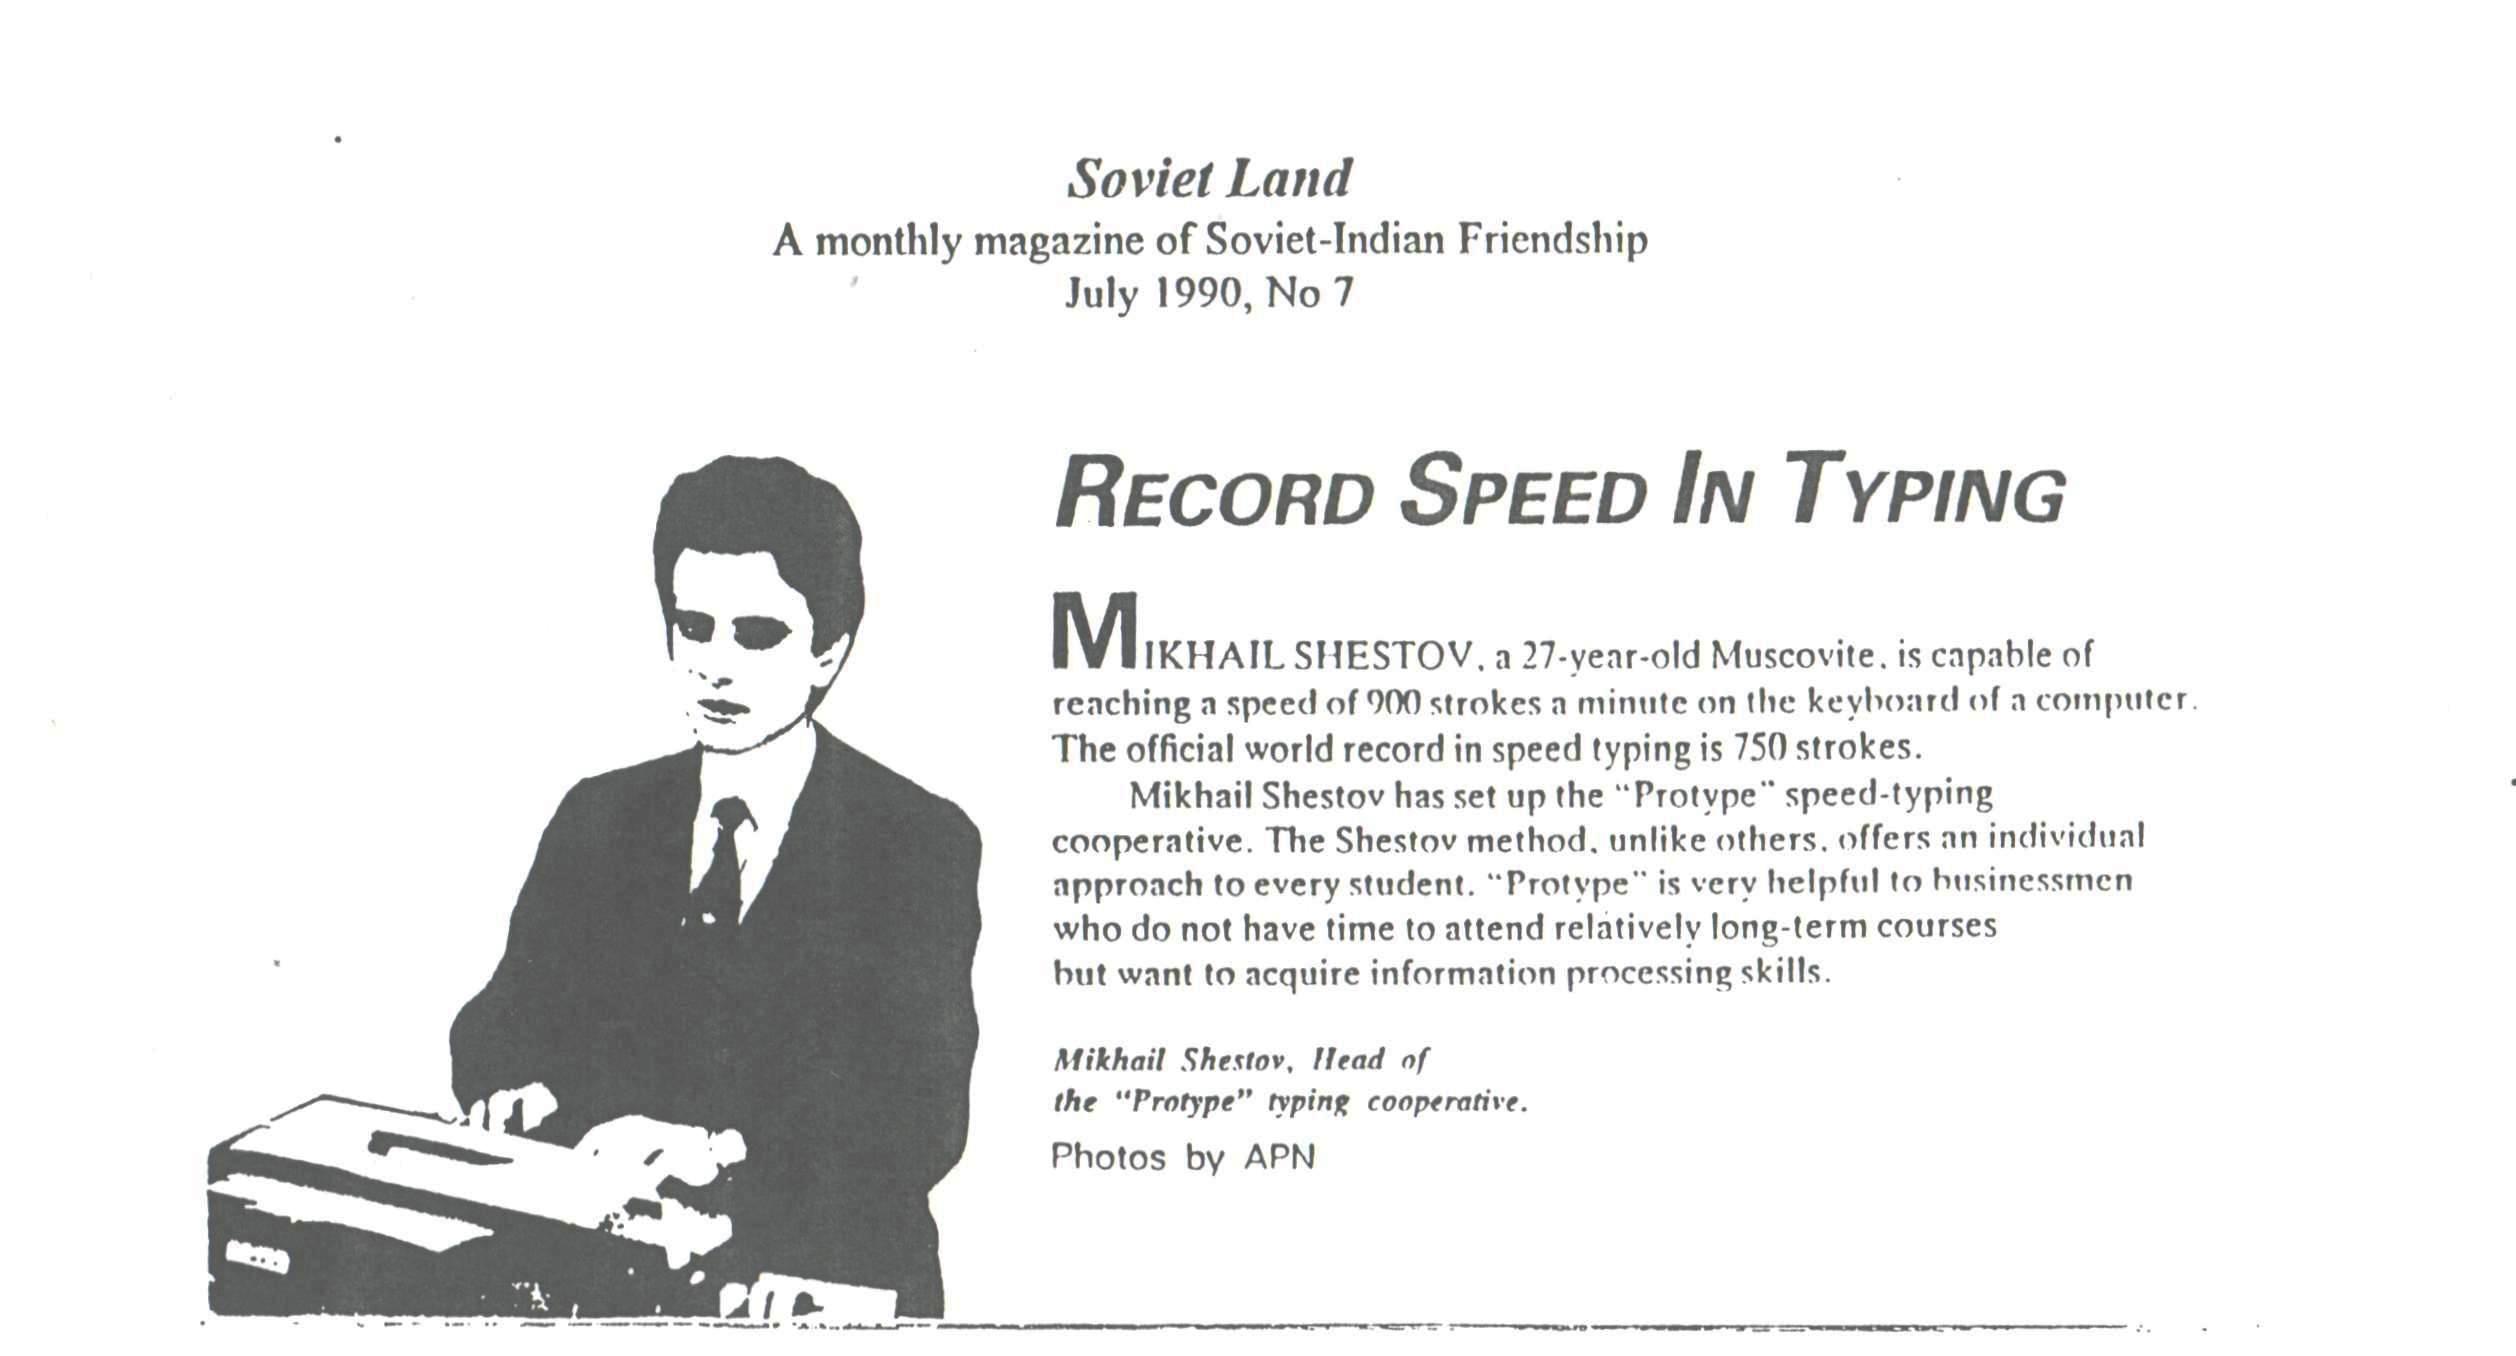 Soviet Land
A monthly magazine of Soviet-Indian Friendship
July 1990, No 7
RECORD SPEED IN TYPING
MIKHAIL SHESTOV, a 27-year-old Muscovite, is capable of
reaching a speed of 900 strokes a minute on the keyboard of a computer.
The official world record in speed typing is 750 strokes.
Mikhail Shestov has set up the "Protype" speed-typing
cooperative. The Shestov method, unlike others, offers an individual
approach to every student. "Protype" is very helpful to businessmen
who do not have time to attend relatively long-term courses
but want to acquire information processing skills.
Mikhail Shestov, Head of
the "Protype" typing cooperative.
Photos by APN